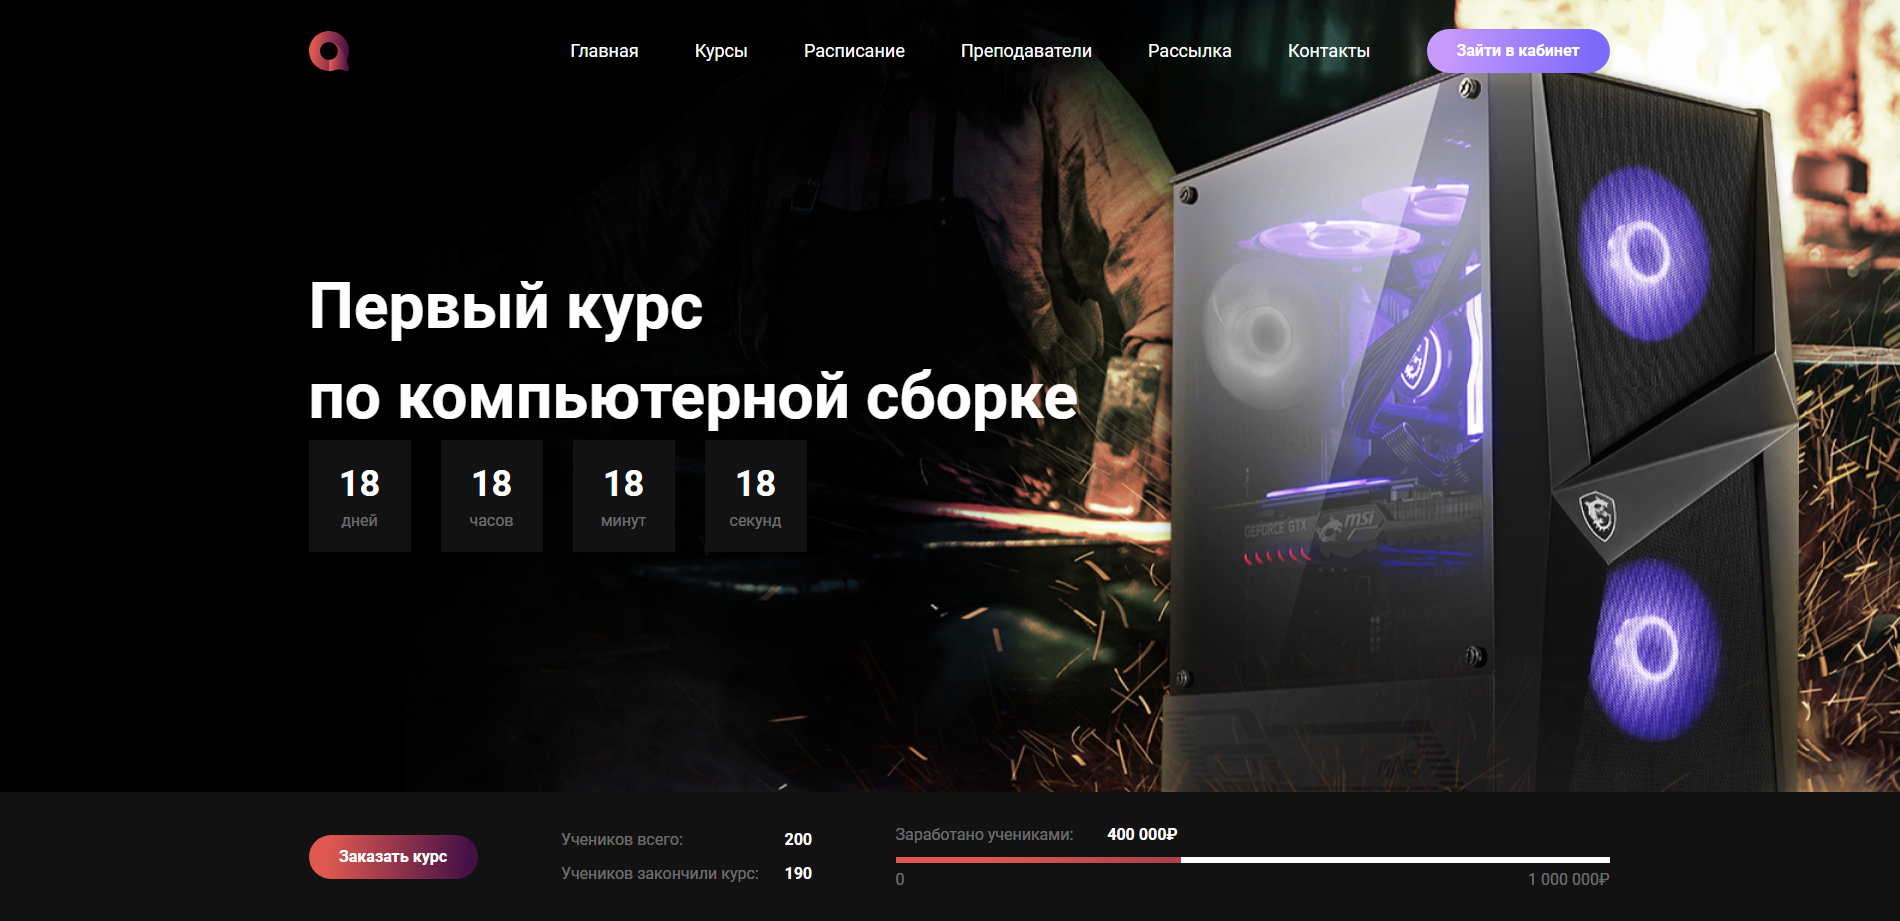 Главная Курсы Расписание Преподаватели Рассылка Контакты Зайти в кабинет
Первый курс
по компьютерной сборке
18 18 18 18
дней часов минут секунд
GEFORCE GTX msi
Заказать курс
Учеников всего: 200
Учеников закончили курс: 190
Заработано учениками: 400 000₽
0 1 000 000₽